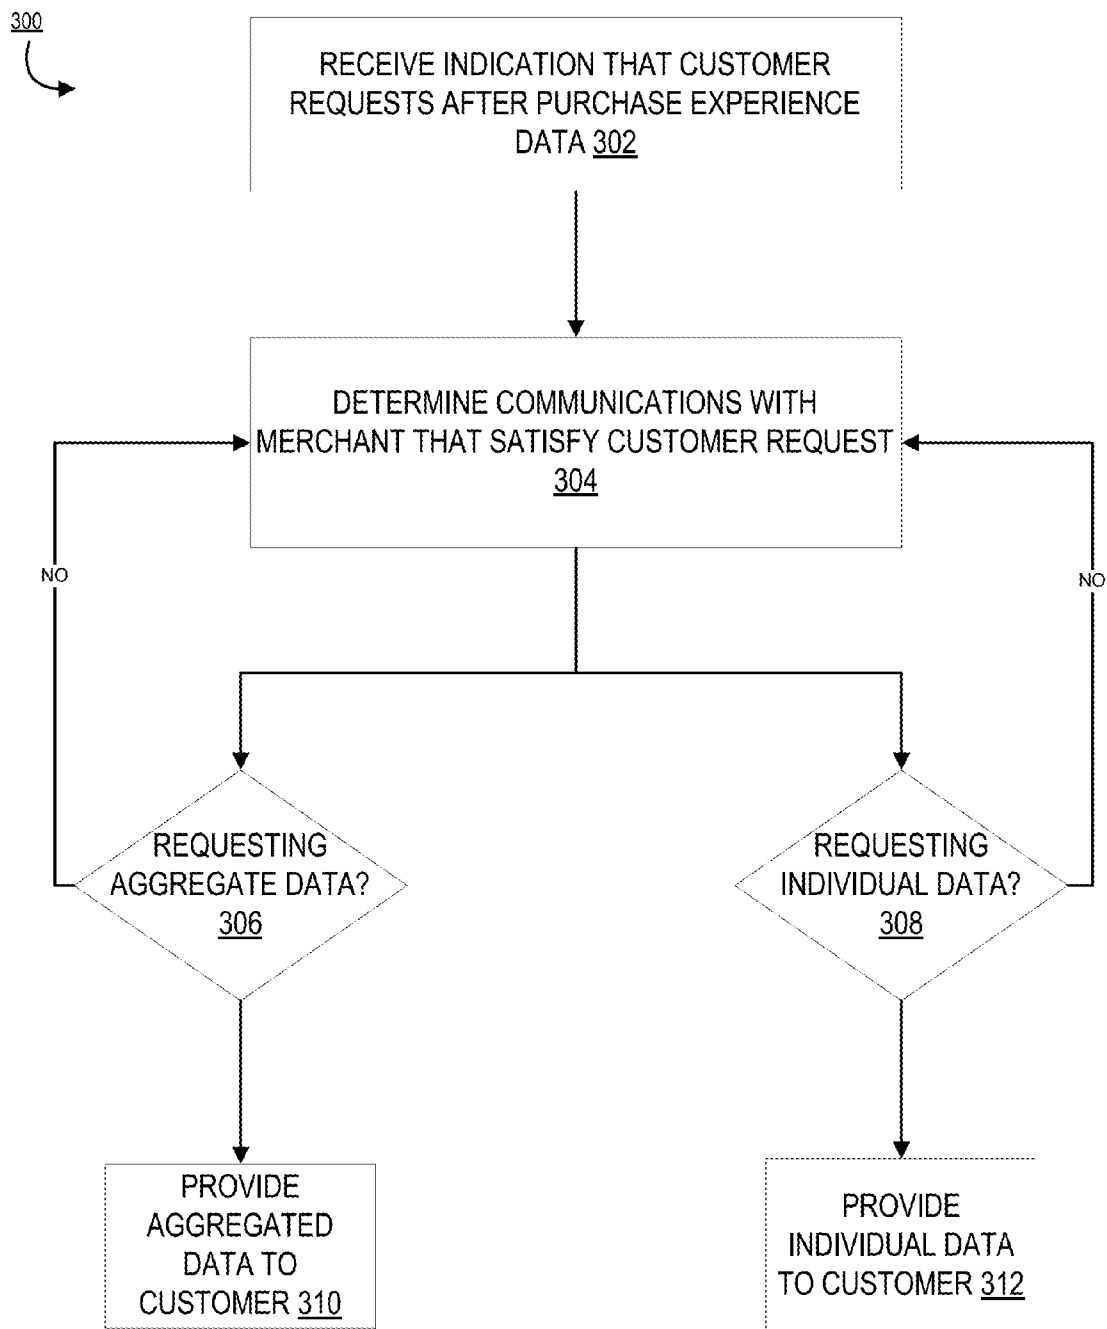 300
RECEIVE INDICATION THAT CUSTOMER
REQUESTS AFTER PURCHASE EXPERIENCE
DATA 302
DETERMINE COMMUNICATIONS WITH
MERCHANT THAT SATISFY CUSTOMER REQUEST
304
NO
NO
REQUESTING
AGGREGATE DATA?
306
REQUESTING
INDIVIDUAL DATA?
308
PROVIDE
AGGREGATED
DATA TO
CUSTOMER 310
PROVIDE
INDIVIDUAL DATA
TO CUSTOMER 312